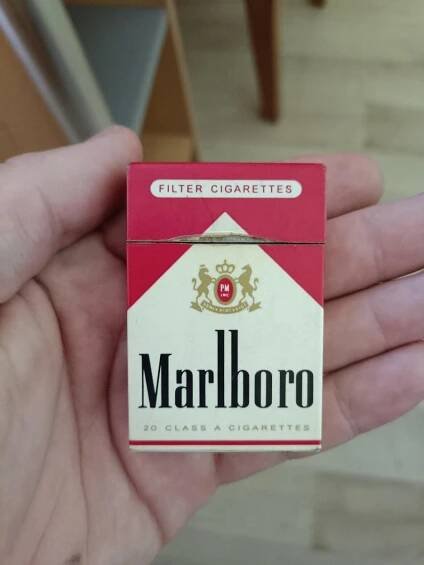 FILTER CIGARETTES
PM
Marlboro
20 CLASS A CIGARETTES